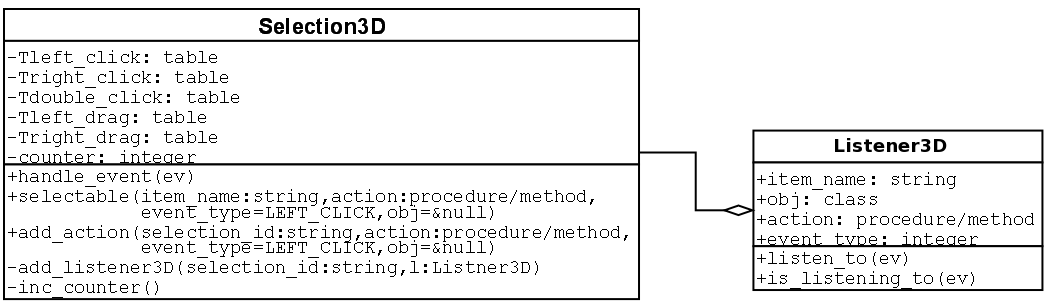 Selection3D
-Tleft_click: table
-Tright_click: table
-Tdouble_click: table
-Tleft_drag: table
-Tright_drag: table
-counter: integer
+handle_event(ev)
+selectable(item_name:string,action:procedure/method,
event_type=LEFT_CLICK,obj=&null)
+add_action(selection_id:string,action:procedure/method,
event_type=LEFT_CLICK,obj=&null)
-add_listener3D(selection_id:string,l:Listner3D)
-inc_counter()
Listener3D
+item_name: string
+obj: class
+action: procedure/method
+event_type: integer
+listen_to(ev)
+is_listening_to(ev)